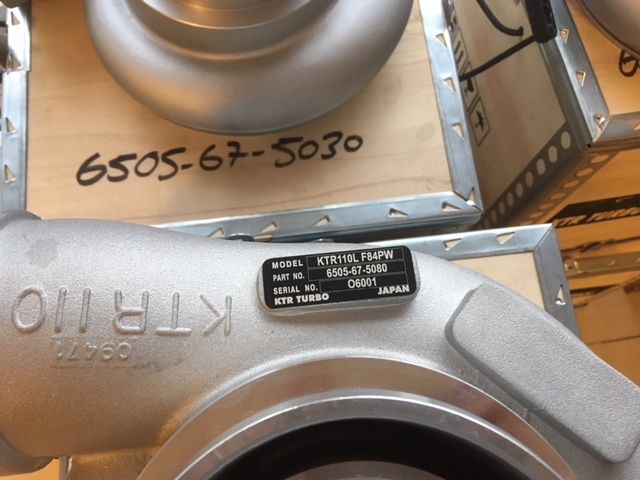 6505-67-5030
MODEL KTR110L F84PW
PART NO. 6505-67-5080
SERIAL NO. O6001
KTR TURBO JAPAN
KTR110
C9471
KTR TURBO